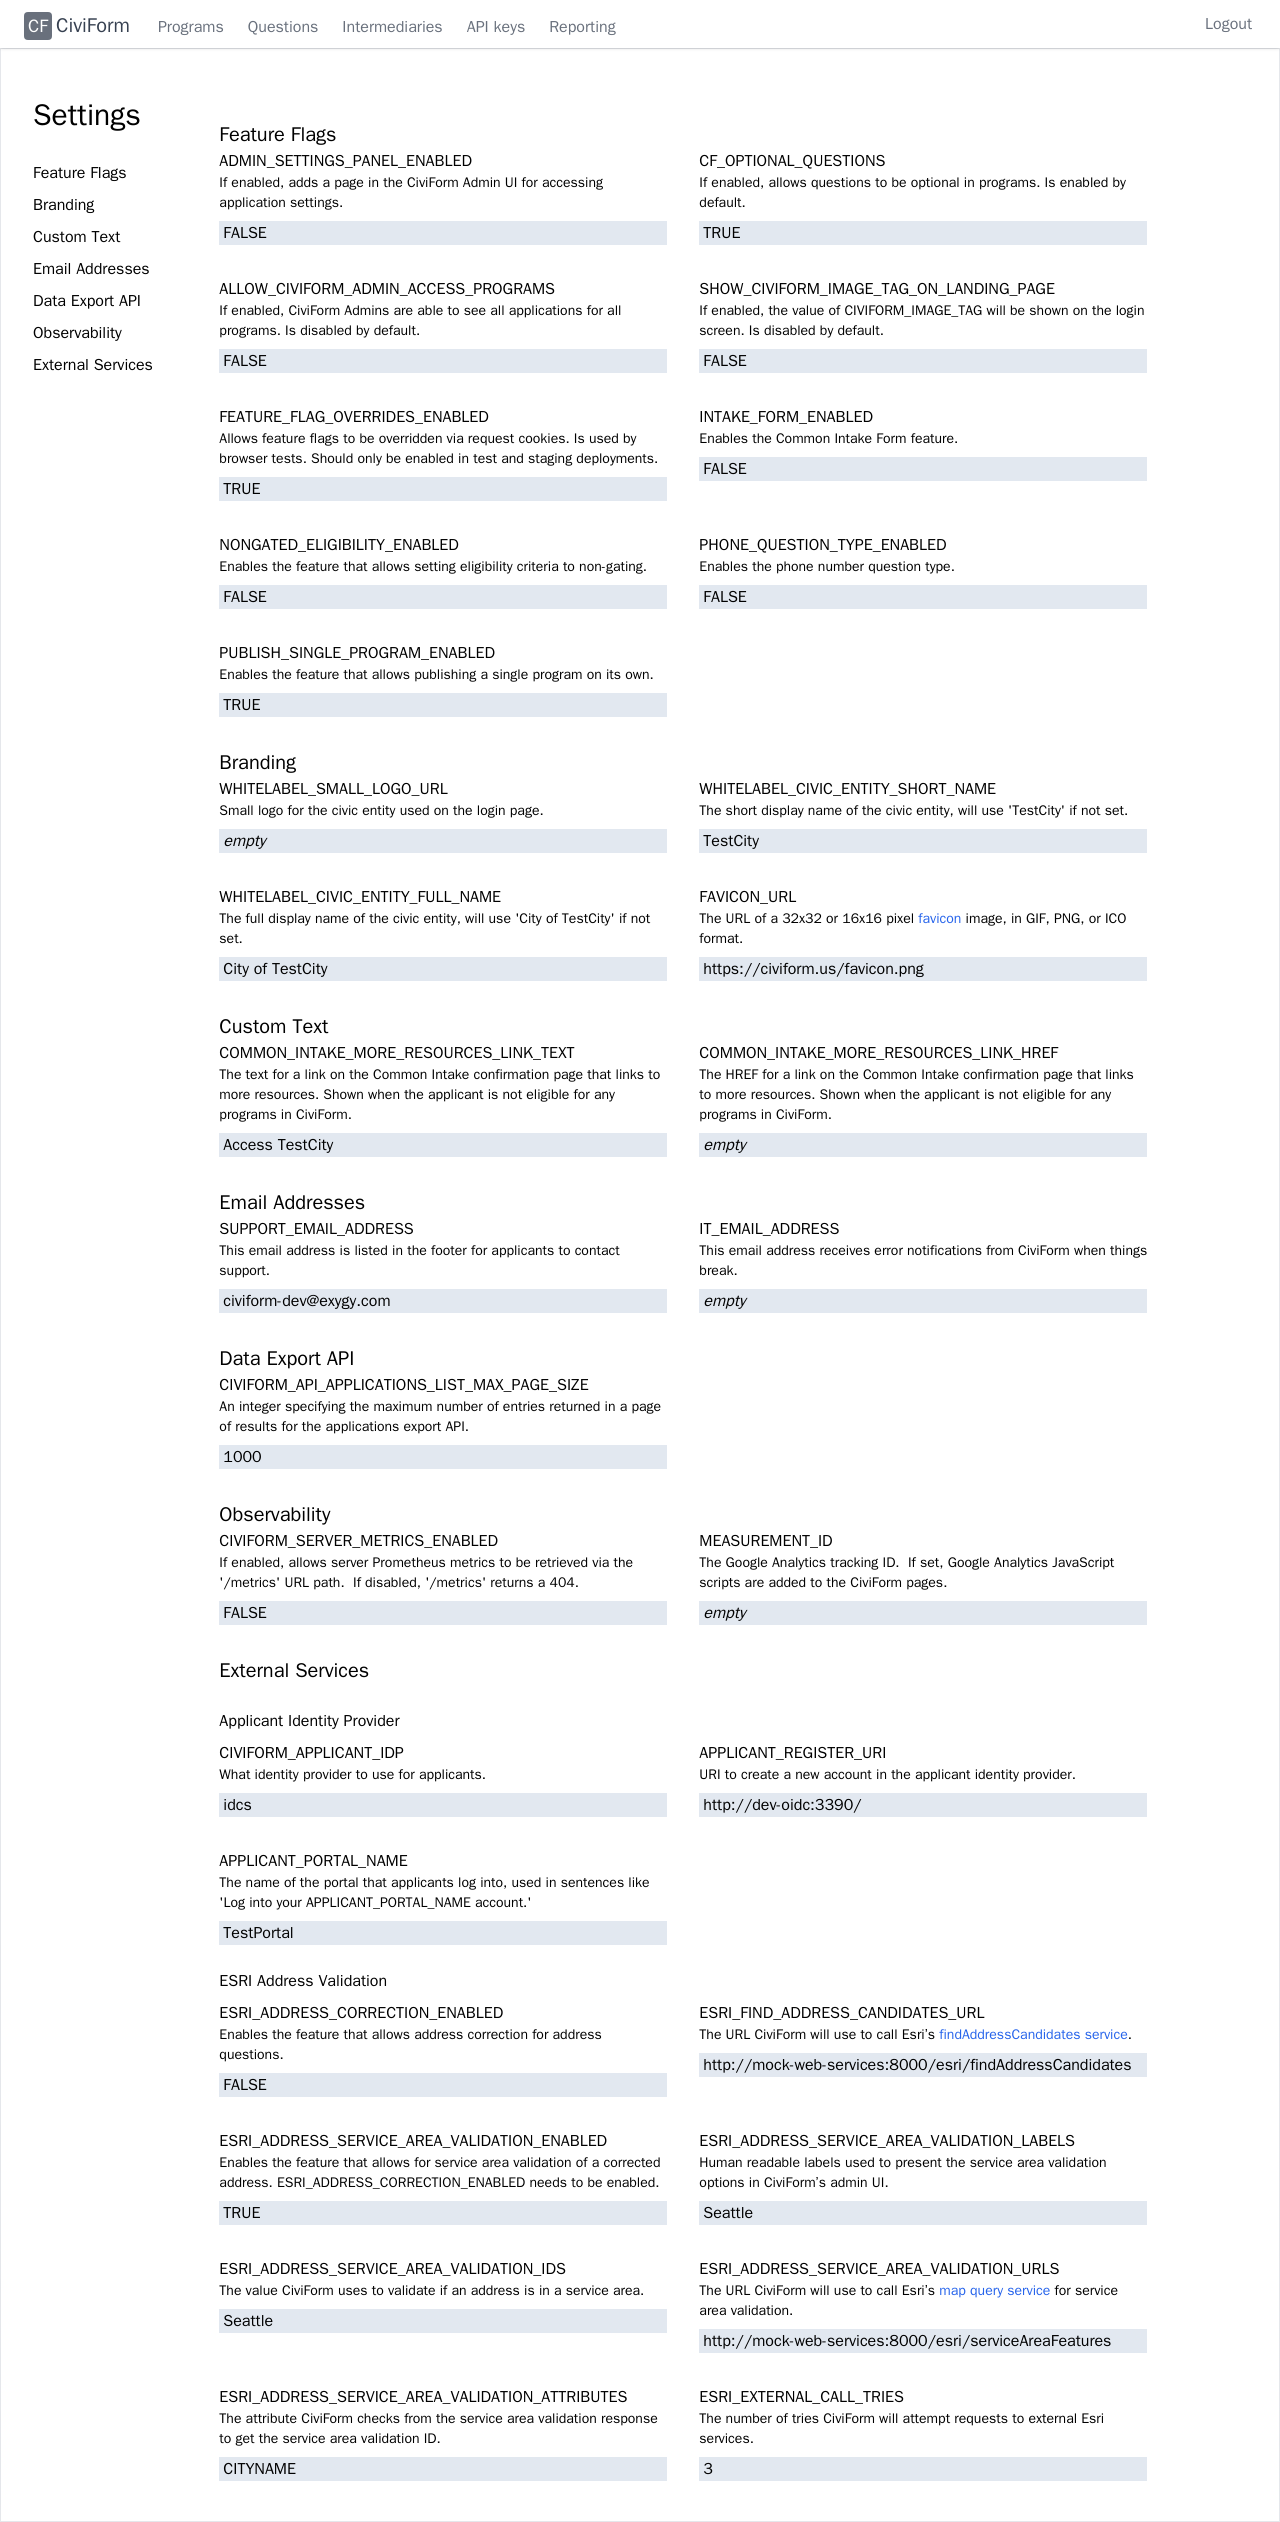 CF CiviForm Programs Questions Intermediaries API keys Reporting Logout
Settings
Feature Flags
Branding
Custom Text
Email Addresses
Data Export API
Observability
External Services
Feature Flags
ADMIN_SETTINGS_PANEL_ENABLED
If enabled, adds a page in the CiviForm Admin UI for accessing
application settings.
FALSE
CF_OPTIONAL_QUESTIONS
If enabled, allows questions to be optional in programs. Is enabled by
default.
TRUE
ALLOW_CIVIFORM_ADMIN_ACCESS_PROGRAMS
If enabled, CiviForm Admins are able to see all applications for all
programs. Is disabled by default.
FALSE
SHOW_CIVIFORM_IMAGE_TAG_ON_LANDING_PAGE
If enabled, the value of CIVIFORM_IMAGE_TAG will be shown on the login
screen. Is disabled by default.
FALSE
FEATURE_FLAG_OVERRIDES_ENABLED
Allows feature flags to be overridden via request cookies. Is used by
browser tests. Should only be enabled in test and staging deployments.
TRUE
INTAKE_FORM_ENABLED
Enables the Common Intake Form feature.
FALSE
NONGATED_ELIGIBILITY_ENABLED
Enables the feature that allows setting eligibility criteria to non-gating.
FALSE
PHONE_QUESTION_TYPE_ENABLED
Enables the phone number question type.
FALSE
PUBLISH_SINGLE_PROGRAM_ENABLED
Enables the feature that allows publishing a single program on its own.
TRUE
Branding
WHITELABEL_SMALL_LOGO_URL
Small logo for the civic entity used on the login page.
empty
WHITELABEL_CIVIC_ENTITY_SHORT_NAME
The short display name of the civic entity, will use 'TestCity' if not set.
TestCity
WHITELABEL_CIVIC_ENTITY_FULL_NAME
The full display name of the civic entity, will use 'City of TestCity' if not
set.
City of TestCity
FAVICON_URL
The URL of a 32x32 or 16x16 pixel favicon image, in GIF, PNG, or ICO
format.
https://civiform.us/favicon.png
Custom Text
COMMON_INTAKE_MORE_RESOURCES_LINK_TEXT
The text for a link on the Common Intake confirmation page that links to
more resources. Shown when the applicant is not eligible for any
programs in CiviForm.
Access TestCity
COMMON_INTAKE_MORE_RESOURCES_LINK_HREF
The HREF for a link on the Common Intake confirmation page that links
to more resources. Shown when the applicant is not eligible for any
programs in CiviForm.
empty
Email Addresses
SUPPORT_EMAIL_ADDRESS
This email address is listed in the footer for applicants to contact
support.
civiform-dev@exygy.com
IT_EMAIL_ADDRESS
This email address receives error notifications from CiviForm when things
break.
empty
Data Export API
CIVIFORM_API_APPLICATIONS_LIST_MAX_PAGE_SIZE
An integer specifying the maximum number of entries returned in a page
of results for the applications export API.
1000
Observability
CIVIFORM_SERVER_METRICS_ENABLED
If enabled, allows server Prometheus metrics to be retrieved via the
'/metrics' URL path.  If disabled, '/metrics' returns a 404.
FALSE
MEASUREMENT_ID
The Google Analytics tracking ID.  If set, Google Analytics JavaScript
scripts are added to the CiviForm pages.
empty
External Services
Applicant Identity Provider
CIVIFORM_APPLICANT_IDP
What identity provider to use for applicants.
idcs
APPLICANT_REGISTER_URI
URI to create a new account in the applicant identity provider.
http://dev-oidc:3390/
APPLICANT_PORTAL_NAME
The name of the portal that applicants log into, used in sentences like
'Log into your APPLICANT_PORTAL_NAME account.'
TestPortal
ESRI Address Validation
ESRI_ADDRESS_CORRECTION_ENABLED
Enables the feature that allows address correction for address
questions.
FALSE
ESRI_FIND_ADDRESS_CANDIDATES_URL
The URL CiviForm will use to call Esri’s findAddressCandidates service.
http://mock-web-services:8000/esri/findAddressCandidates
ESRI_ADDRESS_SERVICE_AREA_VALIDATION_ENABLED
Enables the feature that allows for service area validation of a corrected
address. ESRI_ADDRESS_CORRECTION_ENABLED needs to be enabled.
TRUE
ESRI_ADDRESS_SERVICE_AREA_VALIDATION_LABELS
Human readable labels used to present the service area validation
options in CiviForm’s admin UI.
Seattle
ESRI_ADDRESS_SERVICE_AREA_VALIDATION_IDS
The value CiviForm uses to validate if an address is in a service area.
Seattle
ESRI_ADDRESS_SERVICE_AREA_VALIDATION_URLS
The URL CiviForm will use to call Esri’s map query service for service
area validation.
http://mock-web-services:8000/esri/serviceAreaFeatures
ESRI_ADDRESS_SERVICE_AREA_VALIDATION_ATTRIBUTES
The attribute CiviForm checks from the service area validation response
to get the service area validation ID.
CITYNAME
ESRI_EXTERNAL_CALL_TRIES
The number of tries CiviForm will attempt requests to external Esri
services.
3